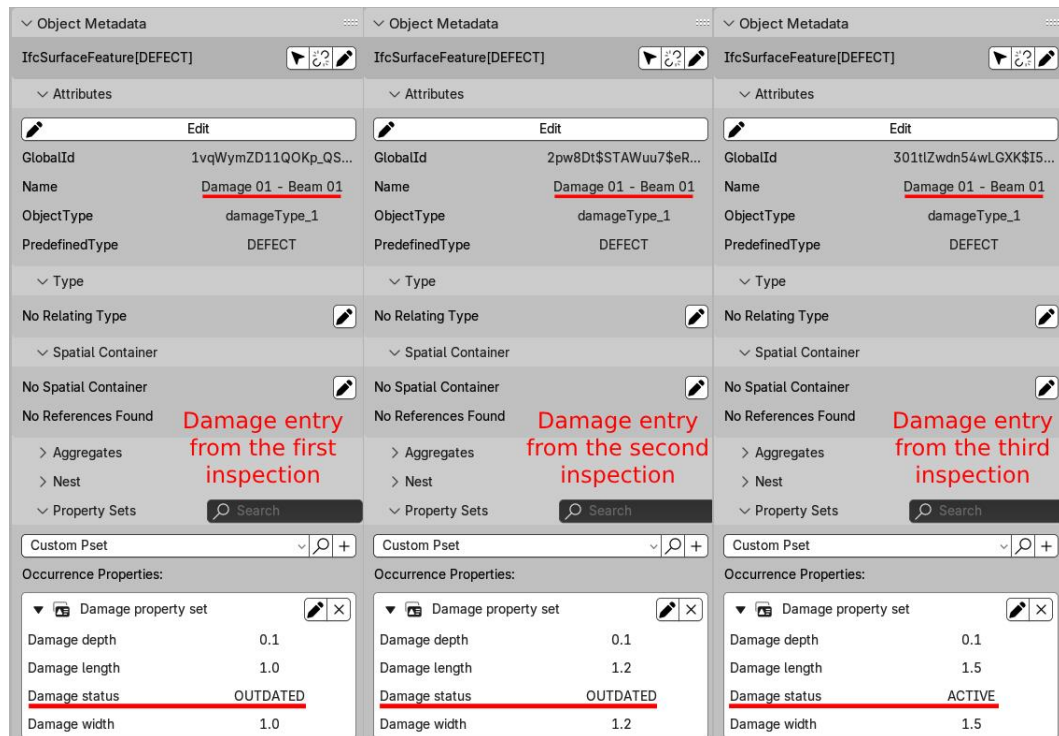 Object Metadata
IfcSurfaceFeature[DEFECT]
Attributes
Edit
GlobalId 1vqWymZD11QOKp_QS...
Name Damage 01 - Beam 01
ObjectType damageType_1
PredefinedType DEFECT
Type
No Relating Type
Spatial Container
No Spatial Container
No References Found
Damage entry
from the first
inspection
Aggregates
Nest
Property Sets Search
Custom Pset
Occurrence Properties:
Damage property set
Damage depth 0.1
Damage length 1.0
Damage status OUTDATED
Damage width 1.0
Object Metadata
IfcSurfaceFeature[DEFECT]
Attributes
Edit
GlobalId 2pw8Dt$STAWuu7$eR...
Name Damage 01 - Beam 01
ObjectType damageType_1
PredefinedType DEFECT
Type
No Relating Type
Spatial Container
No Spatial Container
No References Found
Damage entry
from the second
inspection
Aggregates
Nest
Property Sets Search
Custom Pset
Occurrence Properties:
Damage property set
Damage depth 0.1
Damage length 1.2
Damage status OUTDATED
Damage width 1.2
Object Metadata
IfcSurfaceFeature[DEFECT]
Attributes
Edit
GlobalId 301tlZwdn54wLGXK$I5...
Name Damage 01 - Beam 01
ObjectType damageType_1
PredefinedType DEFECT
Type
No Relating Type
Spatial Container
No Spatial Container
No References Found
Damage entry
from the third
inspection
Aggregates
Nest
Property Sets Search
Custom Pset
Occurrence Properties:
Damage property set
Damage depth 0.1
Damage length 1.5
Damage status ACTIVE
Damage width 1.5